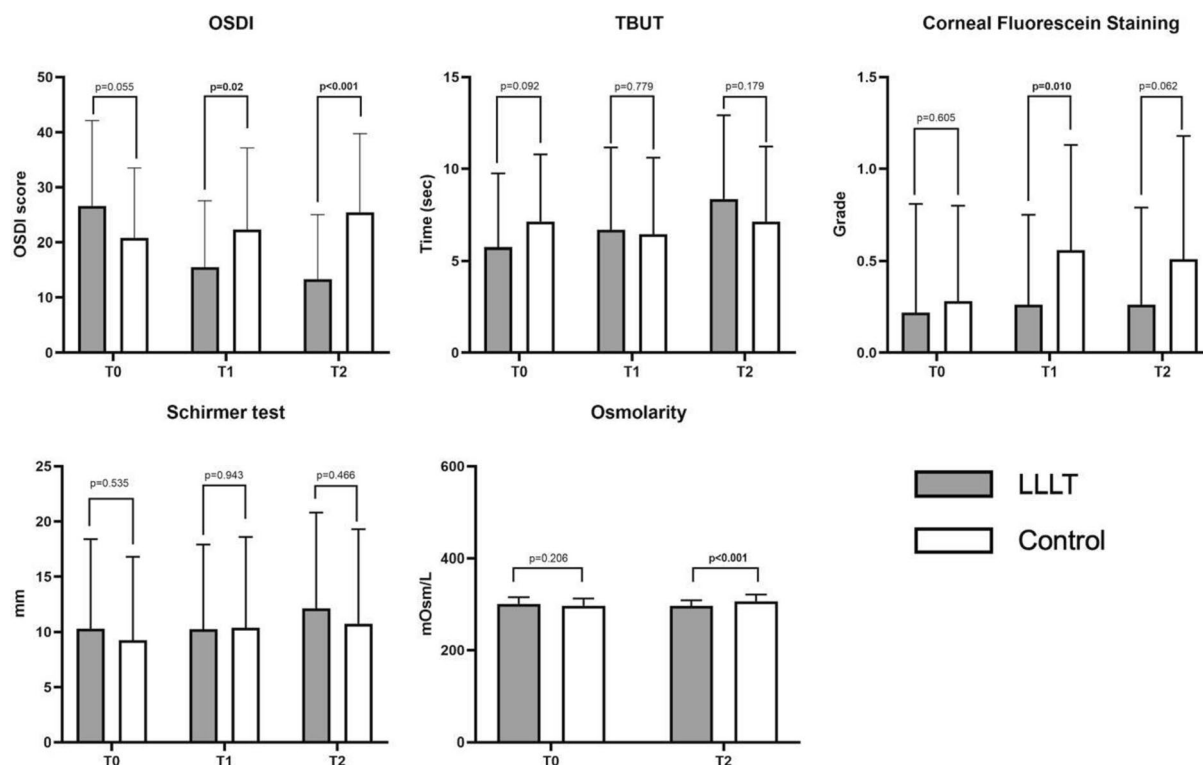 OSDI
TBUT
Corneal Fluorescein Staining
50
40
30
20
10
0
OSDI score
p=0.055
p=0.02
p<0.001
T0
T1
T2
15
10
5
0
Time (sec)
p=0.092
p=0.779
p=0.179
T0
T1
T2
1.5
1.0
0.5
0.0
Grade
p=0.605
p=0.010
p=0.062
T0
T1
T2
Schirmer test
Osmolarity
25
20
15
10
5
0
mm
p=0.535
p=0.943
p=0.466
T0
T1
T2
600
400
200
0
mOsm/L
p=0.206
p<0.001
T0
T2
LLLT
Control